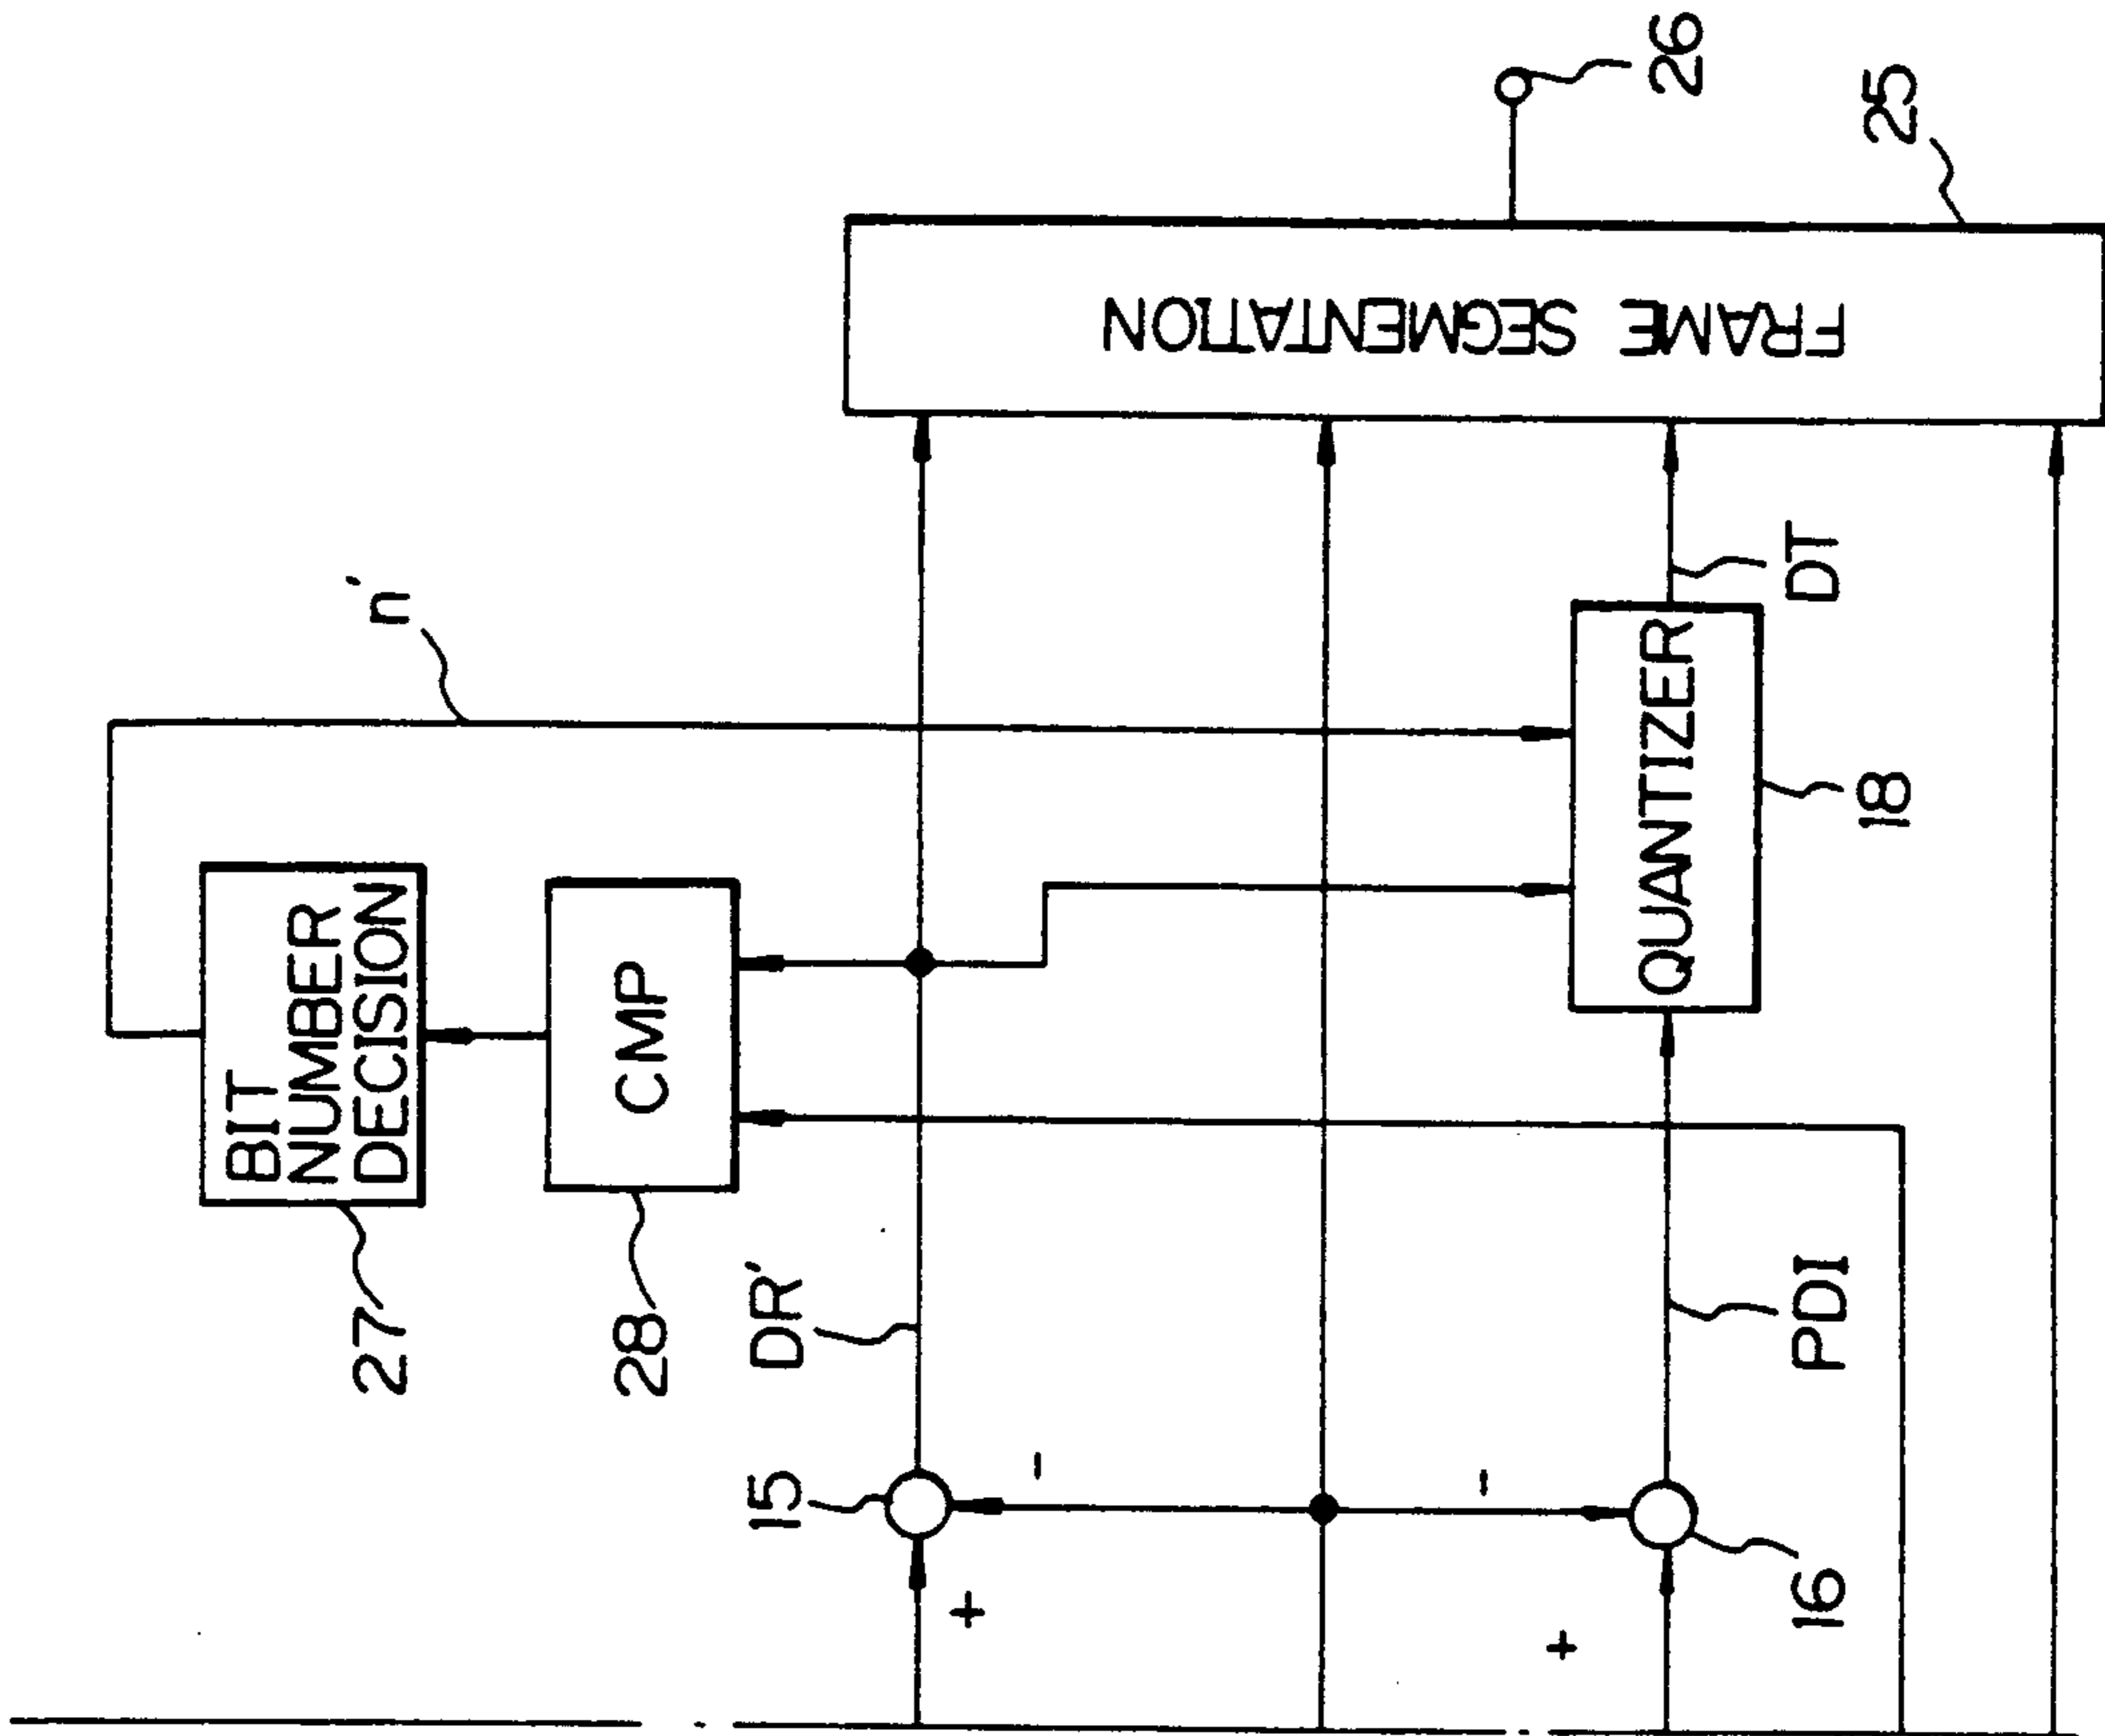 BIT
NUMBER
DECISION
27
n'
CMP
28
DR'
15
-
+
FRAME SEGMENTATION
26
25
QUANTIZER
18
DT
PDI
-
+
16